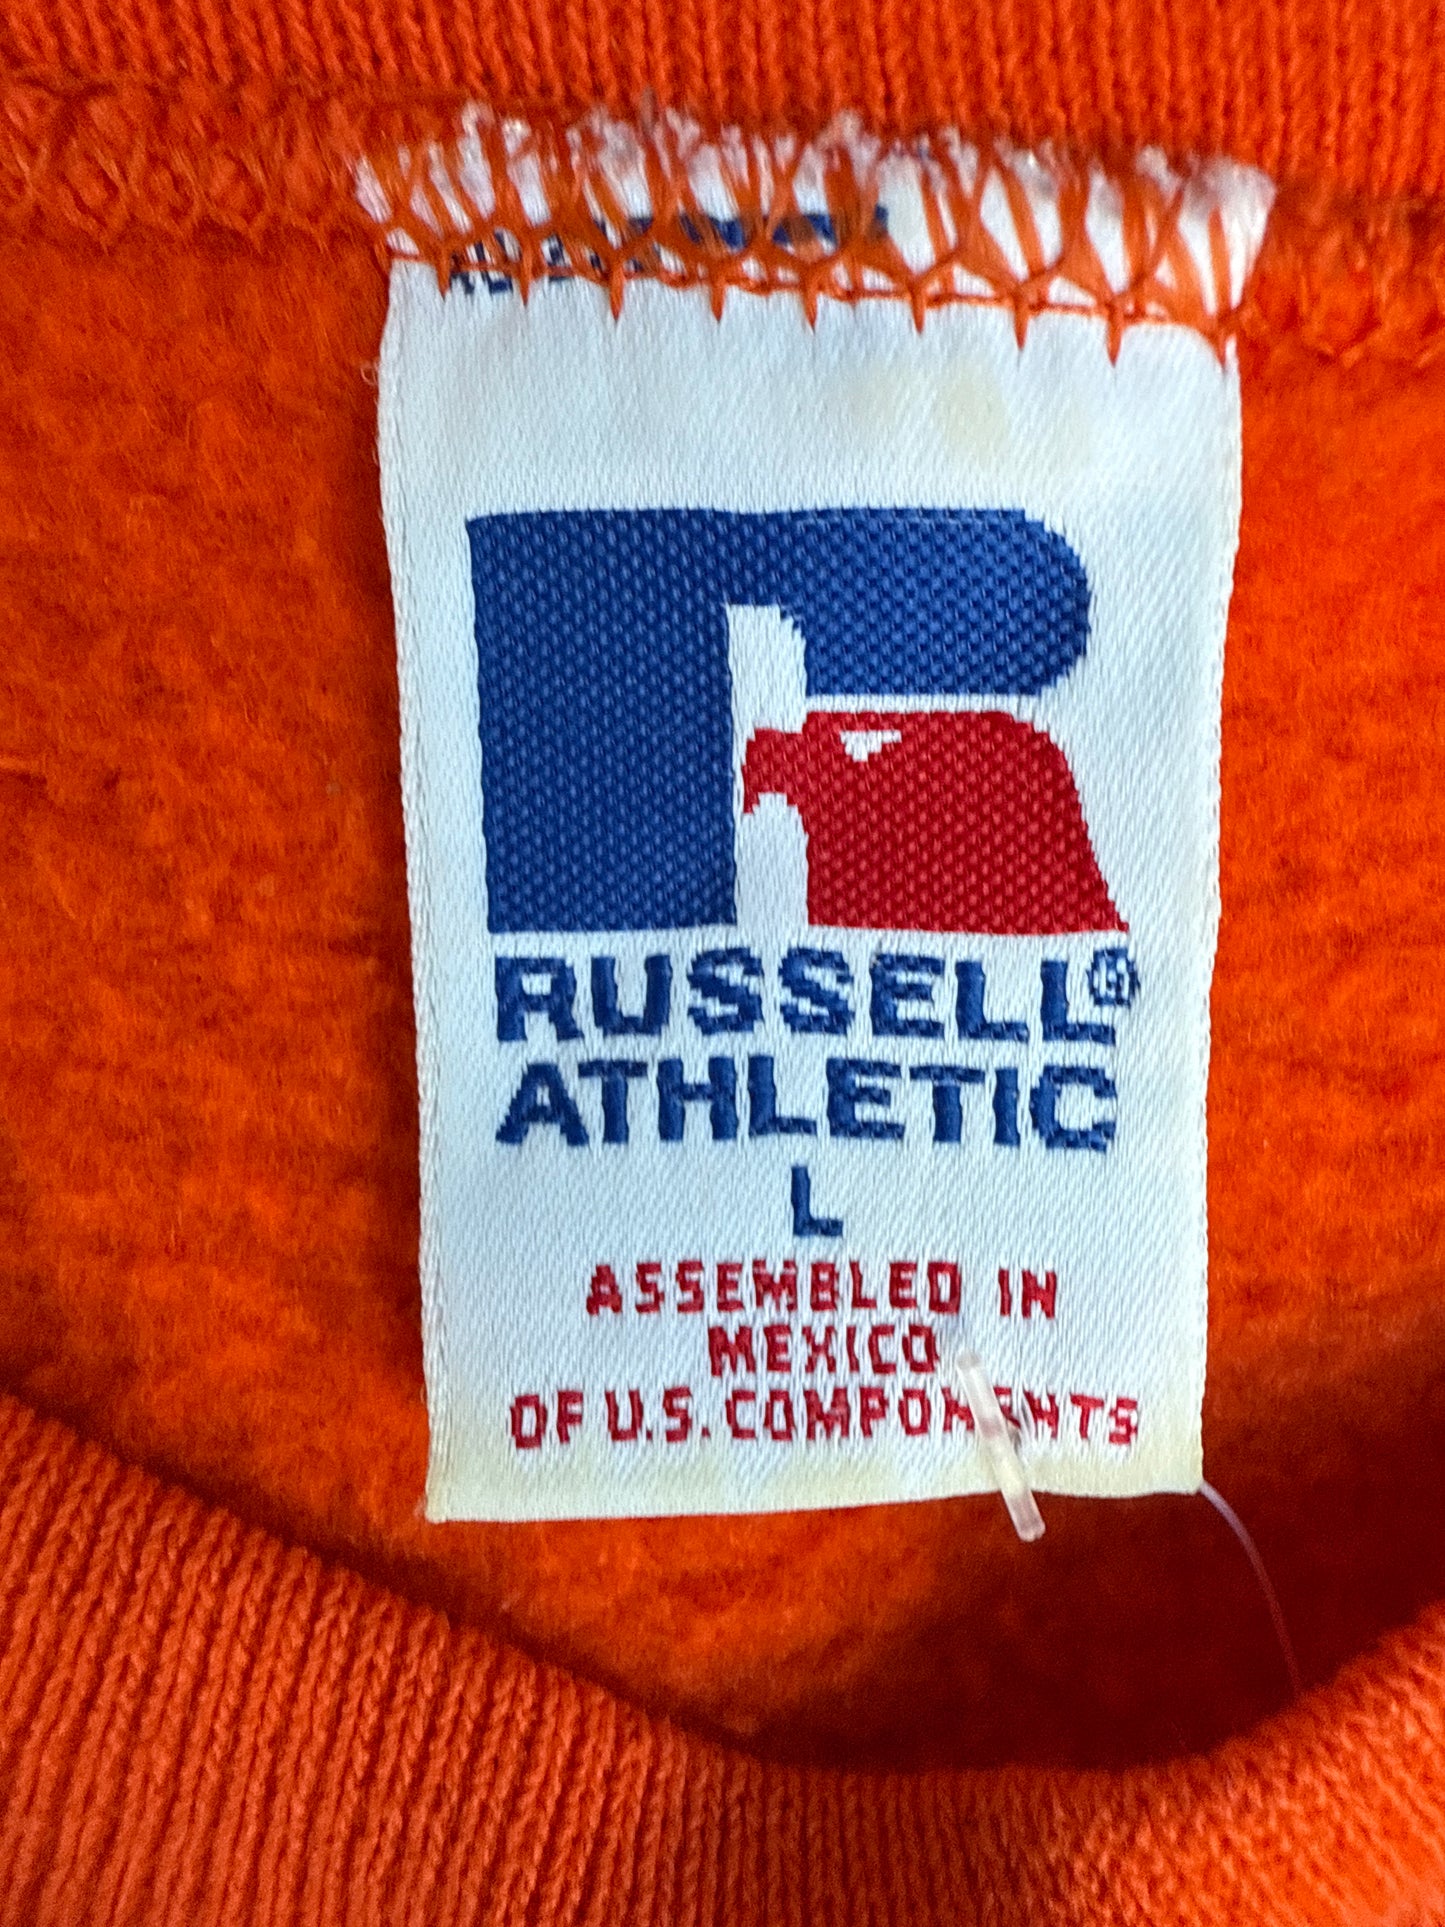 RUSSELL®
ATHLETIC
L
ASSEMBLED IN
MEXICO
OF U.S. COMPONENTS